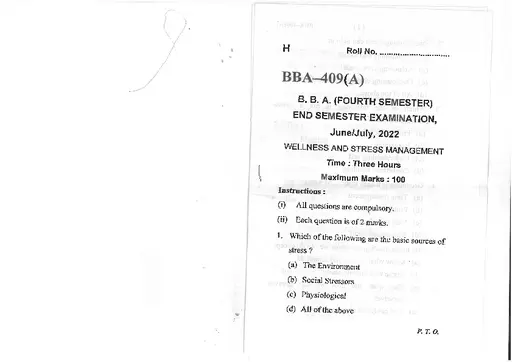 H Roll No. ..............................
BBA–409(A)
B. B. A. (FOURTH SEMESTER)
END SEMESTER EXAMINATION,
June/July, 2022
WELLNESS AND STRESS MANAGEMENT
Time : Three Hours
Maximum Marks : 100
Instructions :
(i) All questions are compulsory.
(ii) Each question is of 2 marks.
1. Which of the following are the basic sources of
stress ?
(a) The Environment
(b) Social Stressors
(c) Physiological
(d) All of the above
P. T. O.